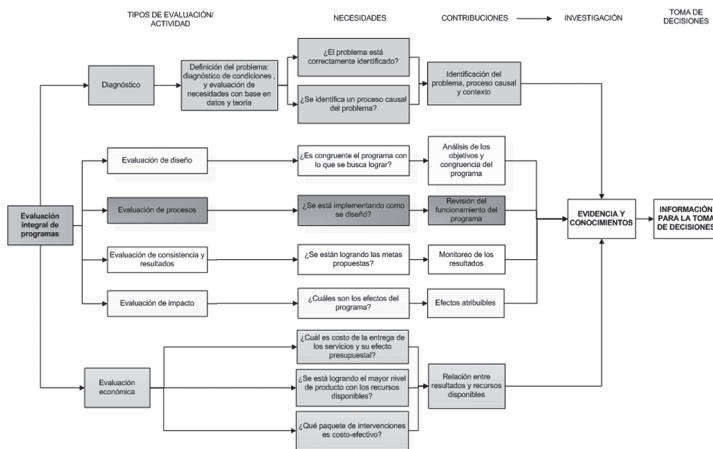 TIPOS DE EVALUACIÓN/
ACTIVIDAD
NECESIDADES
CONTRIBUCIONES
INVESTIGACIÓN
TOMA DE
DECISIONES
Diagnóstico
Definición del problema:
diagnóstico de condiciones ,
y evaluación de
necesidades con base en
datos y teoría
¿El problema está
correctamente identificado?
¿Se identifica un proceso causal
del problema?
Identificación del
problema, proceso causal
y contexto
Evaluación de diseño
¿Es congruente el programa con
lo que se busca lograr?
Análisis de los
objetivos y
congruencia del
programa
Evaluación
integral de
programas
Evaluación de procesos
¿Se está implementando como
se diseñó?
Revisión del
funcionamiento del
programa
EVIDENCIA Y
CONOCIMIENTOS
INFORMACIÓN
PARA LA TOMA
DE DECISIONES
Evaluación de consistencia y
resultados
¿Se están logrando las metas
propuestas?
Monitoreo de los
resultados
Evaluación de impacto
¿Cuáles son los efectos del
programa?
Efectos atribuibles
Evaluación
económica
¿Cuál es costo de la entrega de
los servicios y su efecto
presupuestal?
¿Se está logrando el mayor nivel
de producto con los recursos
disponibles?
¿Qué paquete de intervenciones
es costo-efectivo?
Relación entre
resultados y recursos
disponibles